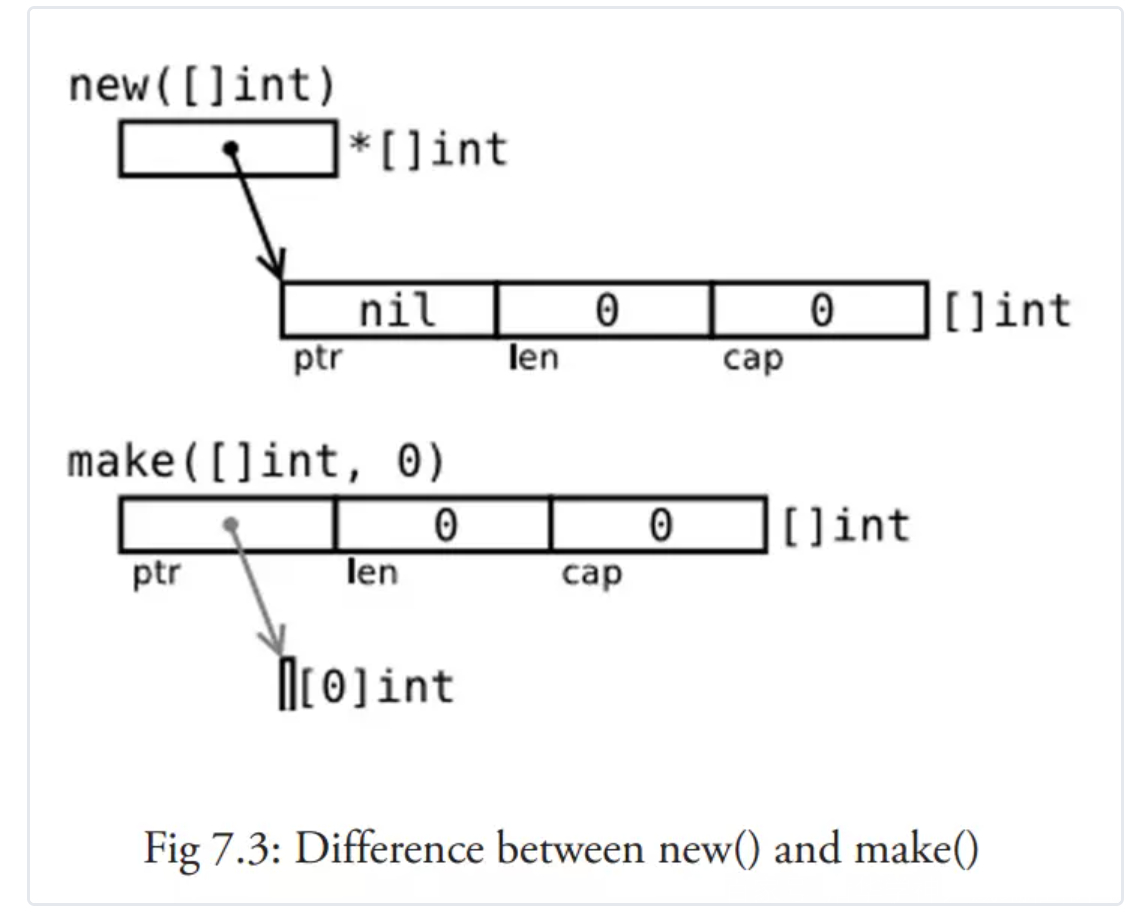 new([]int)
*[]int
nil 0 0 []int
ptr len cap
make([]int, 0)
0 0 []int
ptr len cap
[0]int
Fig 7.3: Difference between new() and make()